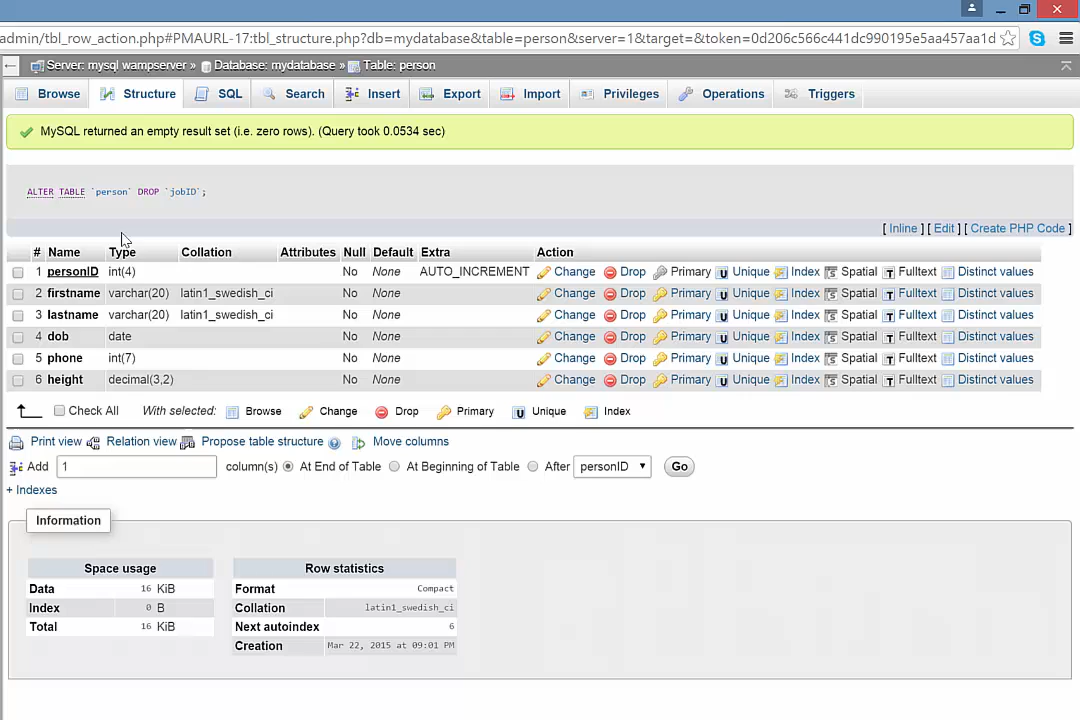 admin/tbl_row_action.php#PMAURL-17:tbl_structure.php?db=mydatabase&table=person&server=1&target=&token=0d206c566c441dc990195e5aa457aa1d
Server: mysql wampserver » Database: mydatabase » Table: person
Browse Structure SQL Search Insert Export Import Privileges Operations Triggers
MySQL returned an empty result set (i.e. zero rows). (Query took 0.0534 sec)
ALTER TABLE `person` DROP `jobID`;
[ Inline ] [ Edit ] [ Create PHP Code ]
# Name Type Collation Attributes Null Default Extra Action
1 personID int(4) No None AUTO_INCREMENT Change Drop Primary Unique Index Spatial Fulltext Distinct values
2 firstname varchar(20) latin1_swedish_ci No None Change Drop Primary Unique Index Spatial Fulltext Distinct values
3 lastname varchar(20) latin1_swedish_ci No None Change Drop Primary Unique Index Spatial Fulltext Distinct values
4 dob date No None Change Drop Primary Unique Index Spatial Fulltext Distinct values
5 phone int(7) No None Change Drop Primary Unique Index Spatial Fulltext Distinct values
6 height decimal(3,2) No None Change Drop Primary Unique Index Spatial Fulltext Distinct values
Check All With selected: Browse Change Drop Primary Unique Index
Print view Relation view Propose table structure Move columns
Add 1 column(s) At End of Table At Beginning of Table After personID Go
+ Indexes
Information
Space usage
Data 16 KiB
Index 0 B
Total 16 KiB
Row statistics
Format Compact
Collation latin1_swedish_ci
Next autoindex 6
Creation Mar 22, 2015 at 09:01 PM